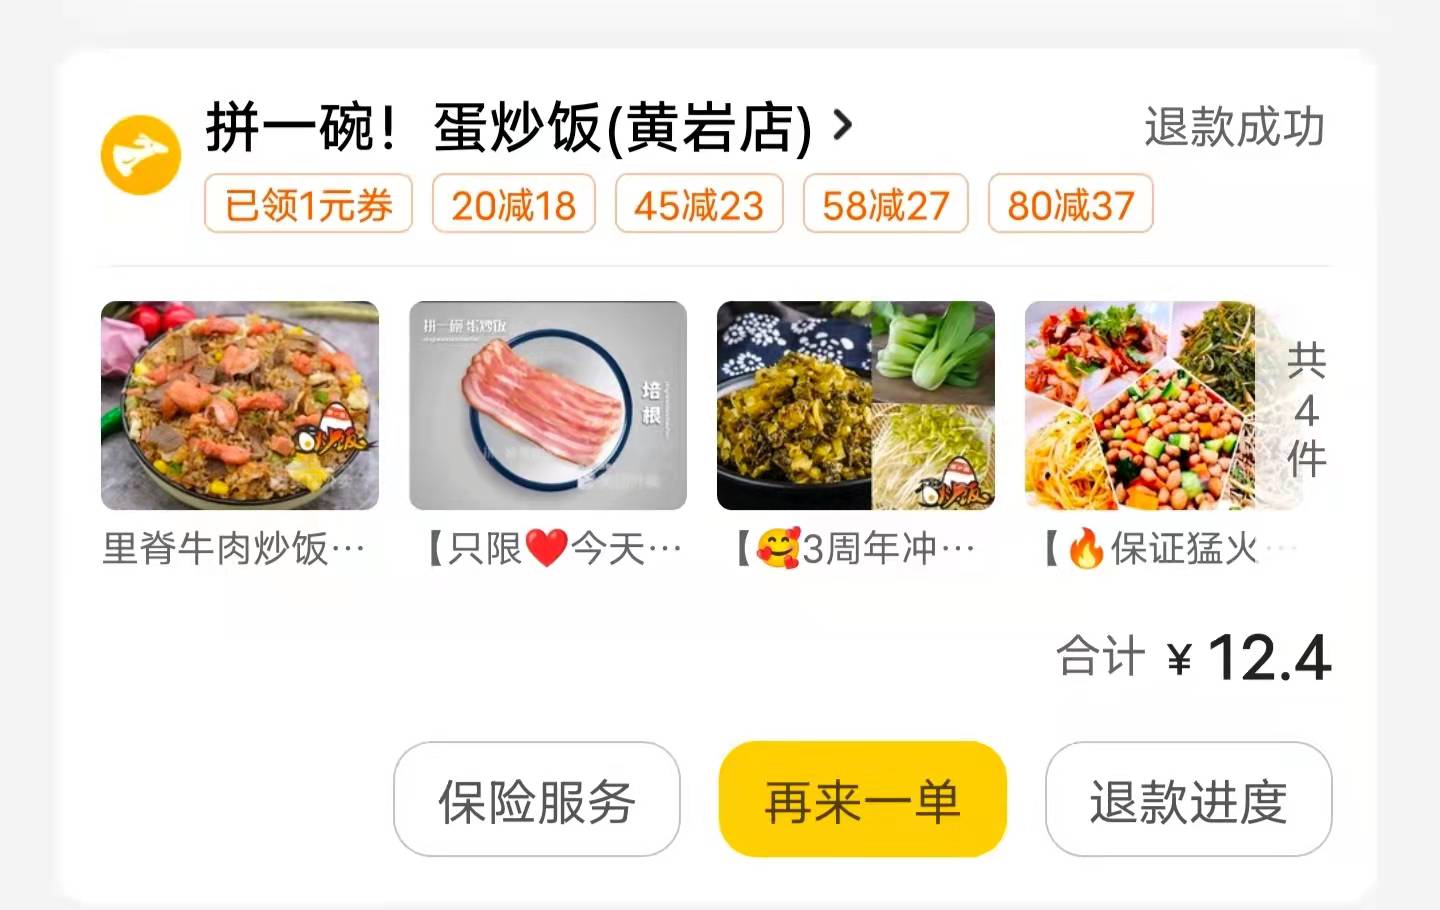 拼一碗！蛋炒饭(黄岩店)
退款成功
已领1元券 20减18 45减23 58减27 80减37
拼一碗 蛋炒饭
培根
炒饭
炒饭
共4件
里脊牛肉炒饭… 【只限❤️今天… 【🥰3周年冲… 【🔥保证猛火…
合计 ¥ 12.4
保险服务 再来一单 退款进度